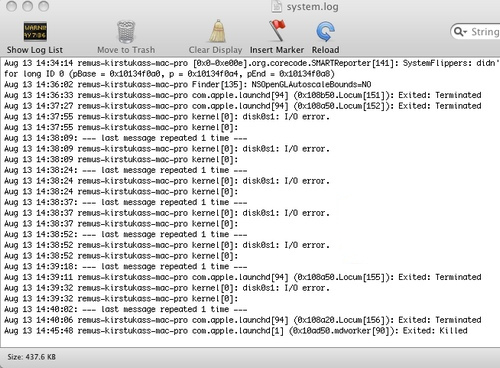 system.log
WARNIN
W 7:36
Show Log List
Move to Trash
Clear Display
Insert Marker
Reload
String
Aug 13 14:34:14 remus-kirstukass-mac-pro [0x0-0xe00e].org.corecode.SMARTReporter[141]: SystemFlippers: didn'
for long ID 0 (pBase = 0x10134f0a0, p = 0x10134f0a4, pEnd = 0x10134f0a8)
Aug 13 14:36:02 remus-kirstukass-mac-pro Finder[135]: NSOpenGLAutoscaleBounds=NO
Aug 13 14:36:33 remus-kirstukass-mac-pro com.apple.launchd[94] (0x108b50.Locum[151]): Exited: Terminated
Aug 13 14:37:27 remus-kirstukass-mac-pro com.apple.launchd[94] (0x108b50.Locum[152]): Exited: Terminated
Aug 13 14:37:55 remus-kirstukass-mac-pro kernel[0]: disk0s1: I/O error.
Aug 13 14:37:55 remus-kirstukass-mac-pro kernel[0]:
Aug 13 14:38:09: --- last message repeated 1 time ---
Aug 13 14:38:09 remus-kirstukass-mac-pro kernel[0]: disk0s1: I/O error.
Aug 13 14:38:09 remus-kirstukass-mac-pro kernel[0]:
Aug 13 14:38:24: --- last message repeated 1 time ---
Aug 13 14:38:24 remus-kirstukass-mac-pro kernel[0]: disk0s1: I/O error.
Aug 13 14:38:24 remus-kirstukass-mac-pro kernel[0]:
Aug 13 14:38:37: --- last message repeated 1 time ---
Aug 13 14:38:37 remus-kirstukass-mac-pro kernel[0]: disk0s1: I/O error.
Aug 13 14:38:37 remus-kirstukass-mac-pro kernel[0]:
Aug 13 14:38:52: --- last message repeated 1 time ---
Aug 13 14:38:52 remus-kirstukass-mac-pro kernel[0]: disk0s1: I/O error.
Aug 13 14:38:52 remus-kirstukass-mac-pro kernel[0]:
Aug 13 14:39:18: --- last message repeated 1 time ---
Aug 13 14:39:11 remus-kirstukass-mac-pro com.apple.launchd[94] (0x108a50.Locum[155]): Exited: Terminated
Aug 13 14:39:32 remus-kirstukass-mac-pro kernel[0]: disk0s1: I/O error.
Aug 13 14:39:32 remus-kirstukass-mac-pro kernel[0]:
Aug 13 14:40:02: --- last message repeated 1 time ---
Aug 13 14:40:06 remus-kirstukass-mac-pro com.apple.launchd[94] (0x108a20.Locum[156]): Exited: Terminated
Aug 13 14:45:48 remus-kirstukass-mac-pro com.apple.launchd[1] (0x10ad50.mdworker[90]): Exited: Killed
Size: 437.6 KB